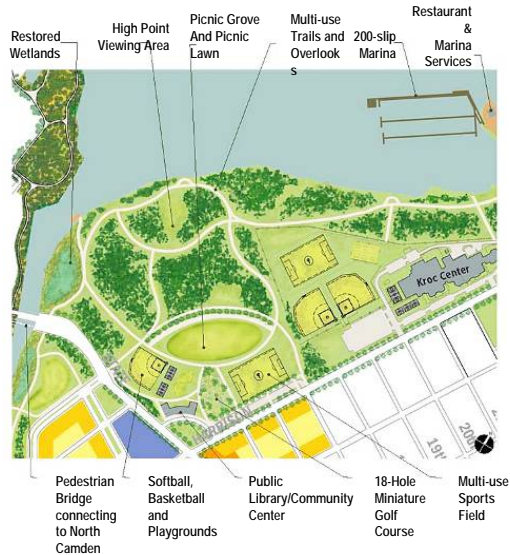 Restored
Wetlands
High Point
Viewing Area
Picnic Grove
And Picnic
Lawn
Multi-use
Trails and
Overlook
s
200-slip
Marina
Restaurant
&
Marina
Services
Kroc Center
HARRISON
19th
20th
Pedestrian
Bridge
connecting
to North
Camden
Softball,
Basketball
and
Playgrounds
Public
Library/Community
Center
18-Hole
Miniature
Golf
Course
Multi-use
Sports
Field